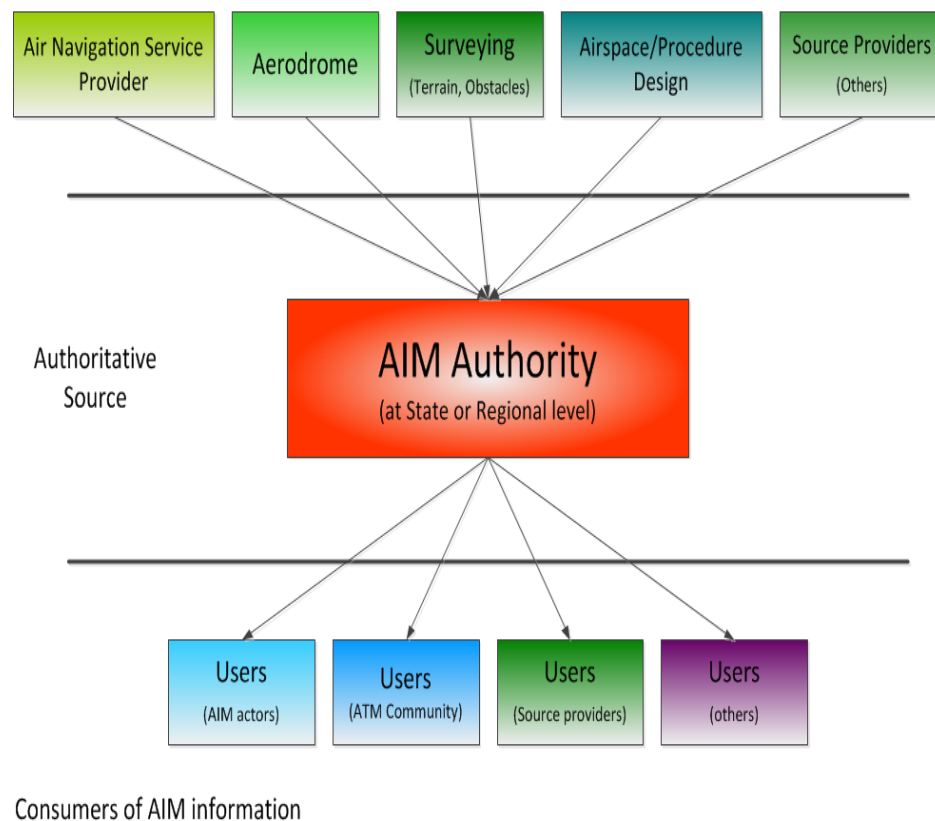 Air Navigation Service
Provider
Aerodrome
Surveying
(Terrain, Obstacles)
Airspace/Procedure
Design
Source Providers
(Others)
Authoritative
Source
AIM Authority
(at State or Regional level)
Users
(AIM actors)
Users
(ATM Community)
Users
(Source providers)
Users
(others)
Consumers of AIM information